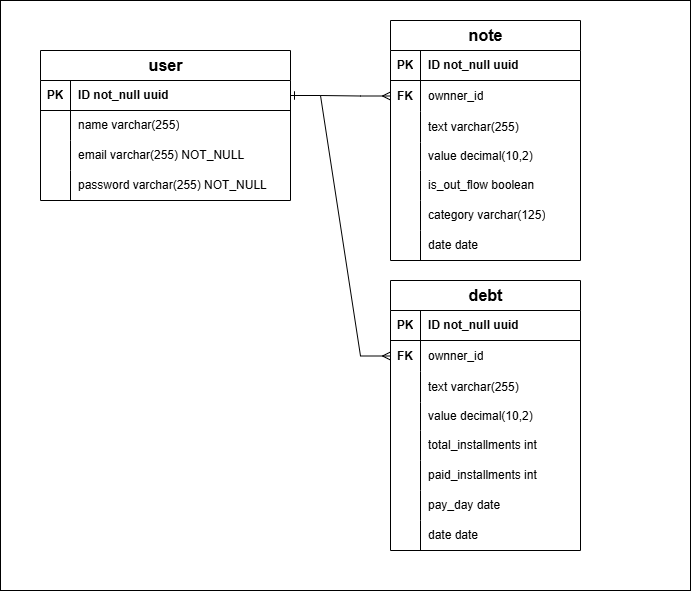 user
PK ID not_null uuid
name varchar(255)
email varchar(255) NOT_NULL
password varchar(255) NOT_NULL
note
PK ID not_null uuid
FK ownner_id
text varchar(255)
value decimal(10,2)
is_out_flow boolean
category varchar(125)
date date
debt
PK ID not_null uuid
FK ownner_id
text varchar(255)
value decimal(10,2)
total_installments int
paid_installments int
pay_day date
date date